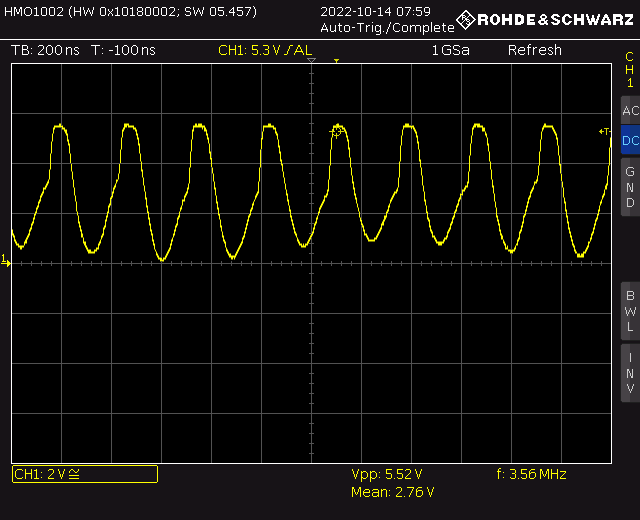 HMO1002 (HW 0x10180002; SW 05.457)
2022-10-14 07:59
Auto-Trig./Complete
ROHDE&SCHWARZ
TB: 200 ns T: -100 ns
CH1: 5.3 V / AL
1 GSa
Refresh
CH1
AC
DC
GND
BWL
INV
T
1
CH1: 2 V ≅
Vpp: 5.52 V
f: 3.56 MHz
Mean: 2.76 V